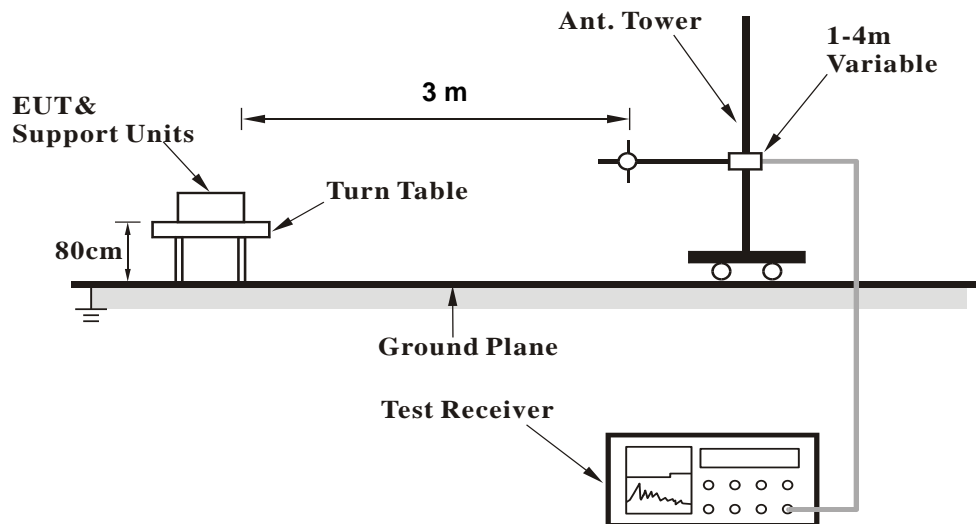 Ant. Tower
1-4m
Variable
3 m
EUT&
Support Units
Turn Table
80cm
Ground Plane
Test Receiver